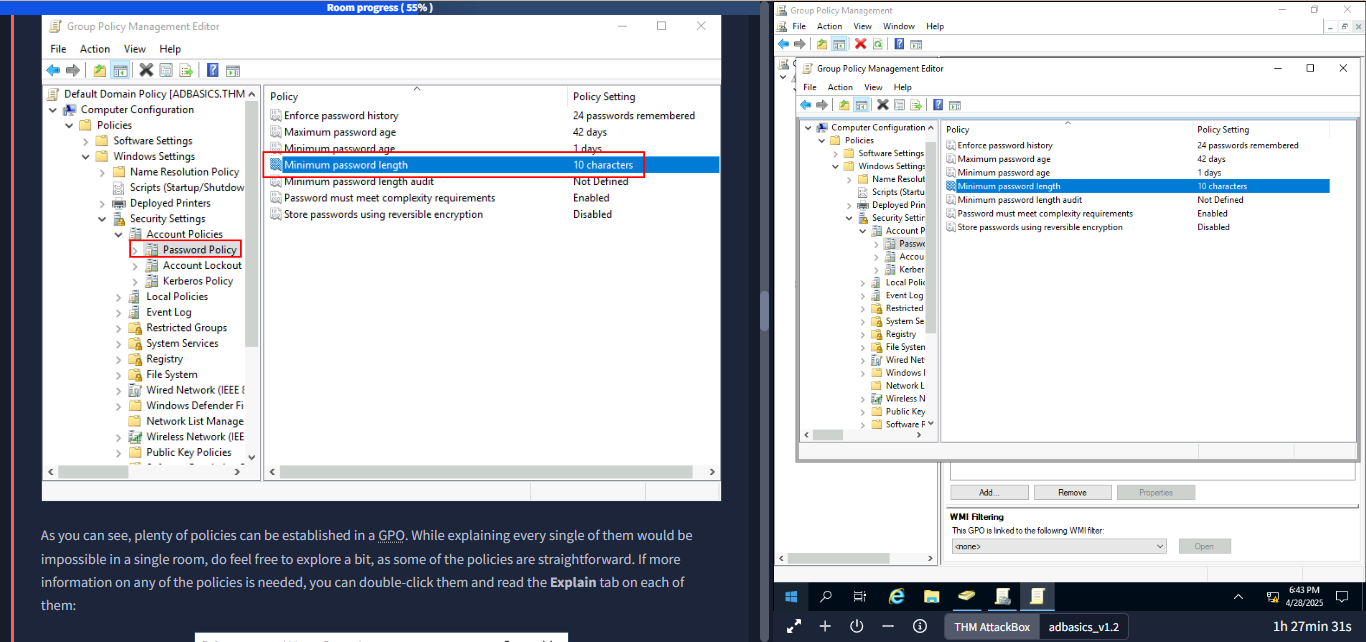 Room progress ( 55% )
Group Policy Management Editor
File Action View Help
Default Domain Policy [ADBASICS.THM
Computer Configuration
Policies
Software Settings
Windows Settings
Name Resolution Policy
Scripts (Startup/Shutdow
Deployed Printers
Security Settings
Account Policies
Password Policy
Account Lockout
Kerberos Policy
Local Policies
Event Log
Restricted Groups
System Services
Registry
File System
Wired Network (IEEE 8
Windows Defender Fi
Network List Manage
Wireless Network (IEE
Public Key Policies
Policy Policy Setting
Enforce password history 24 passwords remembered
Maximum password age 42 days
Minimum password age 1 days
Minimum password length 10 characters
Minimum password length audit Not Defined
Password must meet complexity requirements Enabled
Store passwords using reversible encryption Disabled
As you can see, plenty of policies can be established in a GPO. While explaining every single of them would be
impossible in a single room, do feel free to explore a bit, as some of the policies are straightforward. If more
information on any of the policies is needed, you can double-click them and read the Explain tab on each of
them:
Group Policy Management
File Action View Window Help
Group Policy Management Editor
File Action View Help
Computer Configuration
Policies
Software Settings
Windows Settings
Name Resolut
Scripts (Startu
Deployed Prin
Security Settin
Account P
Passwo
Accou
Kerber
Local Polic
Event Log
Restricted
System Se
Registry
File System
Wired Net
Windows I
Network L
Wireless N
Public Key
Software R
Policy Policy Setting
Enforce password history 24 passwords remembered
Maximum password age 42 days
Minimum password age 1 days
Minimum password length 10 characters
Minimum password length audit Not Defined
Password must meet complexity requirements Enabled
Store passwords using reversible encryption Disabled
Add... Remove Properties
WMI Filtering
This GPO is linked to the following WMI filter:
<none> Open
6:43 PM
4/28/2025
THM AttackBox adbasics_v1.2 1h 27min 31s